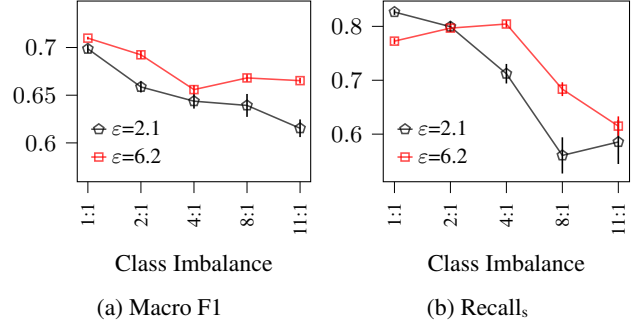 0.7
0.65
0.6
ε=2.1
ε=6.2
1:1
2:1
4:1
8:1
11:1
Class Imbalance
(a) Macro F1
0.8
0.7
0.6
ε=2.1
ε=6.2
1:1
2:1
4:1
8:1
11:1
Class Imbalance
(b) Recallₛ